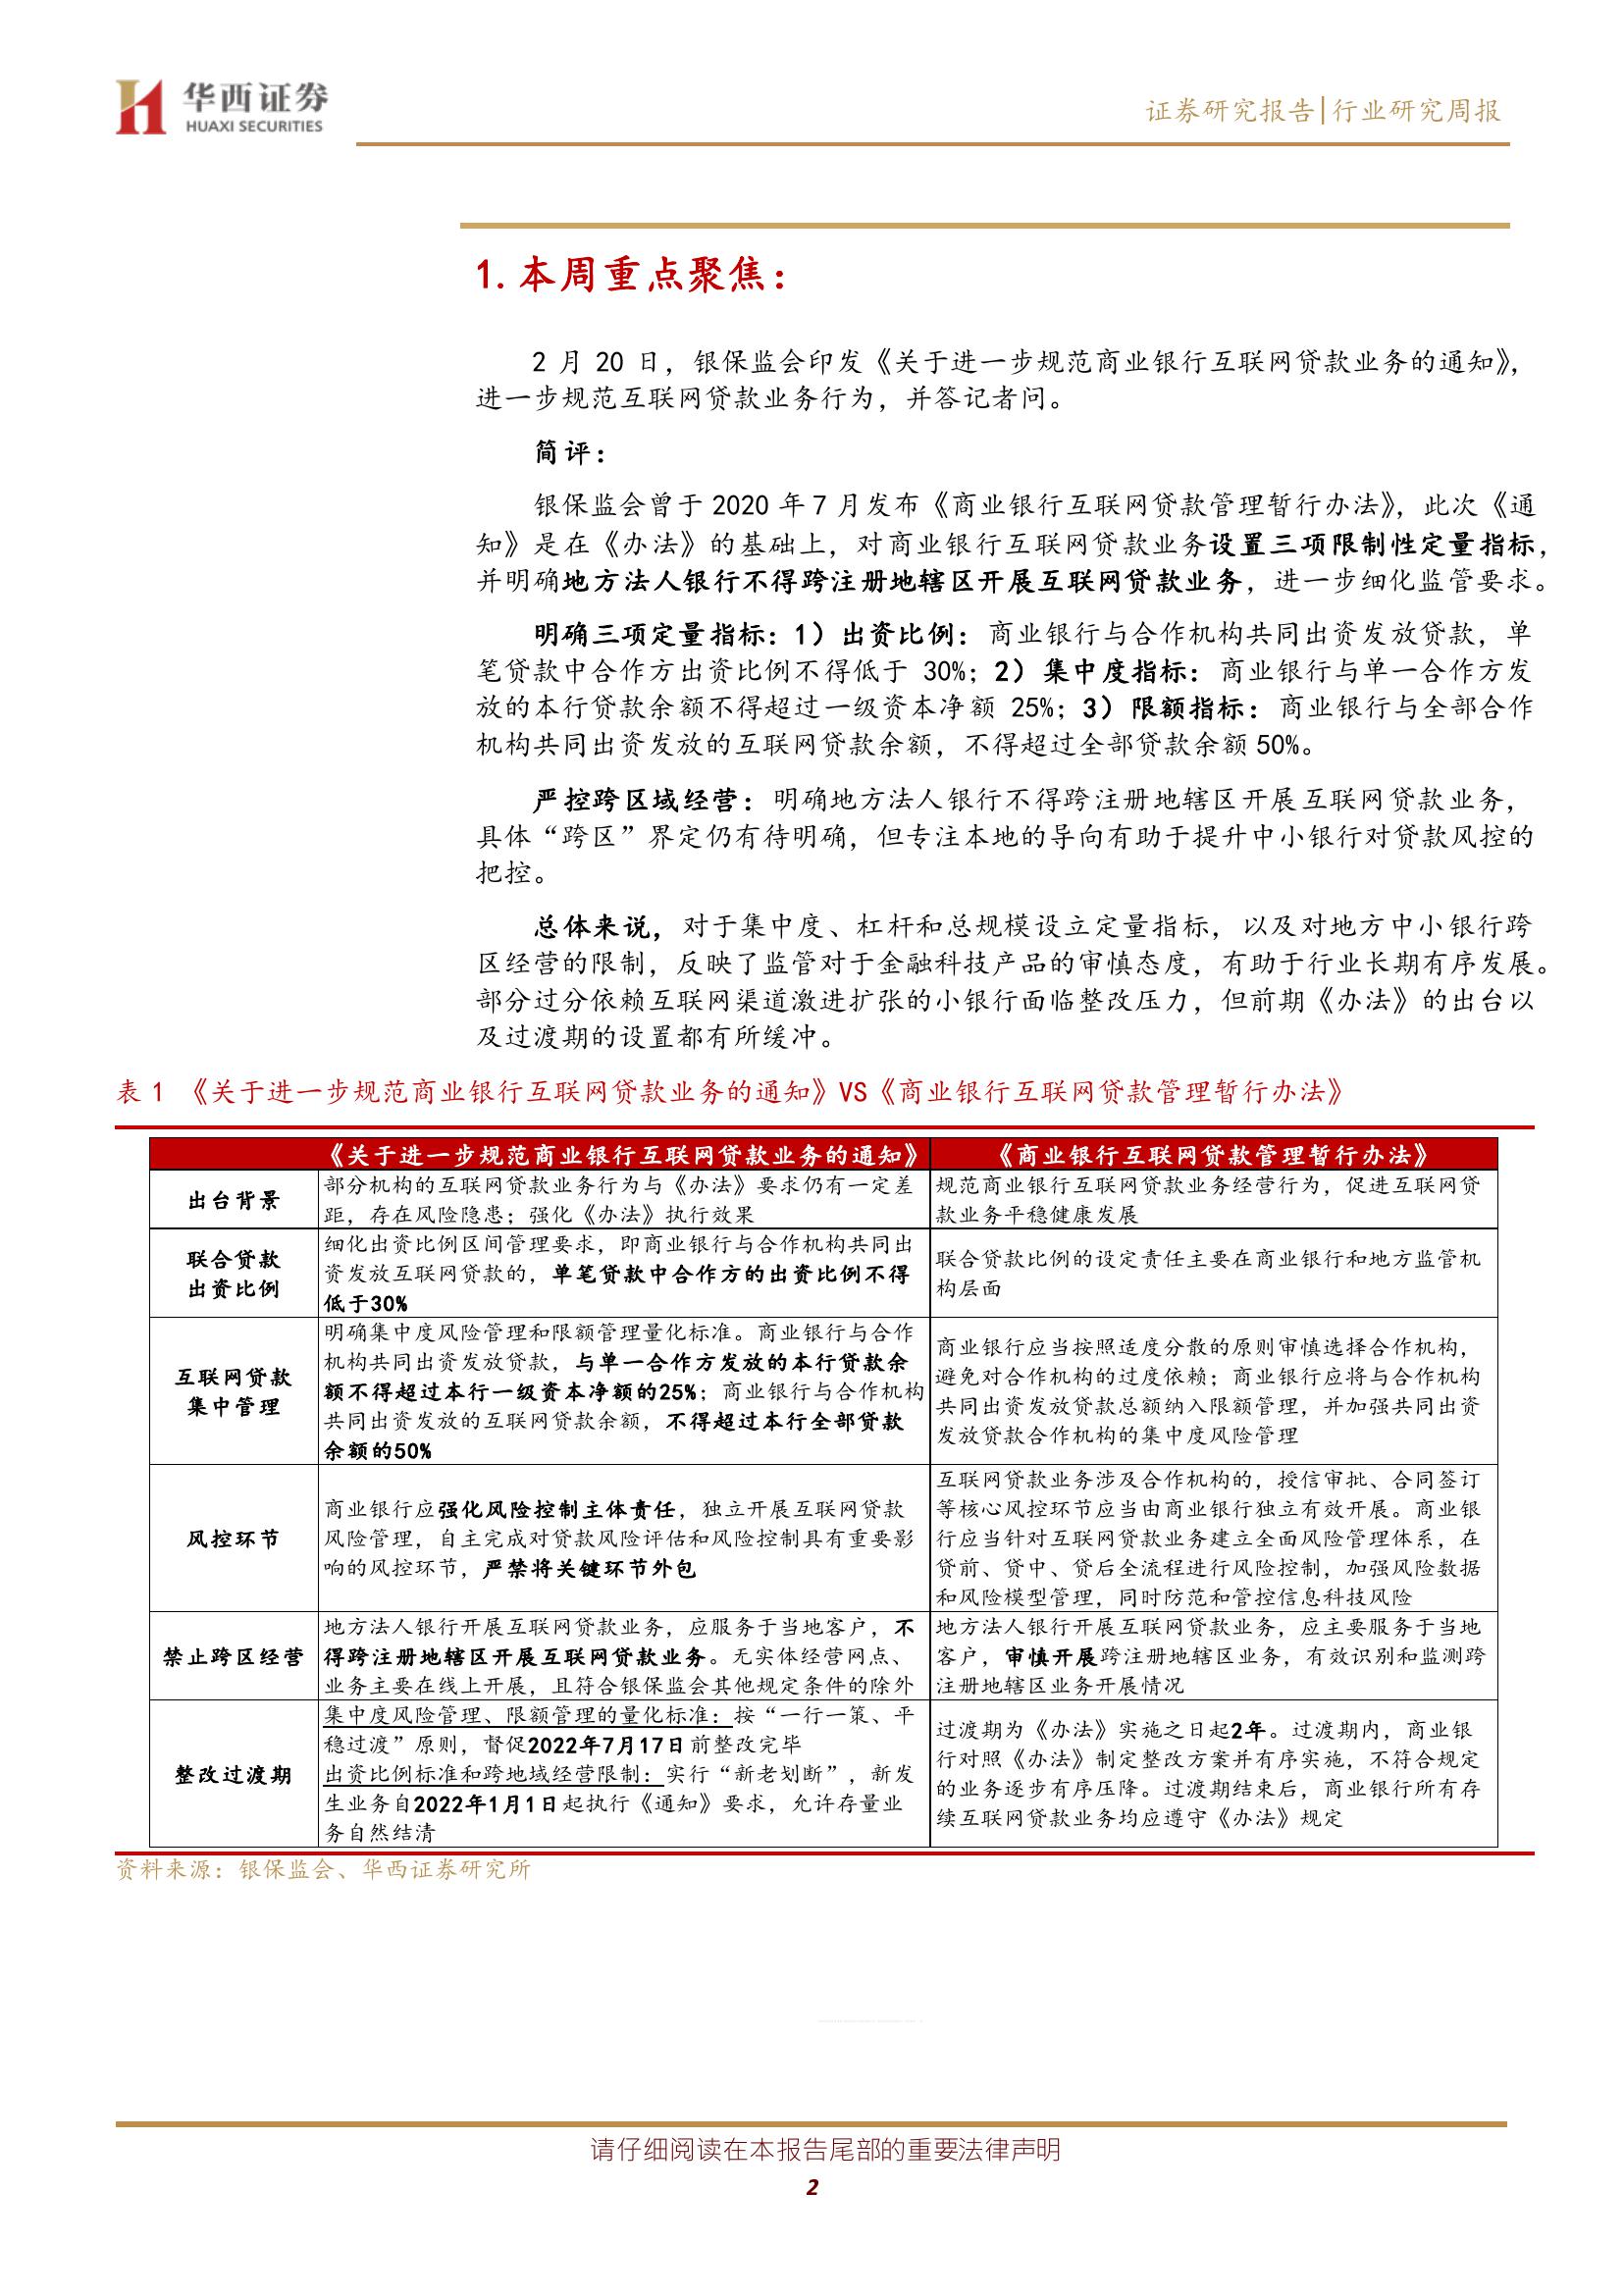 华西证券
HUAXI SECURITIES
证券研究报告|行业研究周报
1.本周重点聚焦：
2 月 20 日，银保监会印发《关于进一步规范商业银行互联网贷款业务的通知》，
进一步规范互联网贷款业务行为，并答记者问。
简评：
银保监会曾于 2020 年 7 月发布《商业银行互联网贷款管理暂行办法》，此次《通
知》是在《办法》的基础上，对商业银行互联网贷款业务设置三项限制性定量指标，
并明确地方法人银行不得跨注册地辖区开展互联网贷款业务，进一步细化监管要求。
明确三项定量指标：1）出资比例：商业银行与合作机构共同出资发放贷款，单
笔贷款中合作方出资比例不得低于 30%；2）集中度指标：商业银行与单一合作方发
放的本行贷款余额不得超过一级资本净额 25%；3）限额指标：商业银行与全部合作
机构共同出资发放的互联网贷款余额，不得超过全部贷款余额 50%。
严控跨区域经营：明确地方法人银行不得跨注册地辖区开展互联网贷款业务，
具体“跨区”界定仍有待明确，但专注本地的导向有助于提升中小银行对贷款风控的
把控。
总体来说，对于集中度、杠杆和总规模设立定量指标，以及对地方中小银行跨
区经营的限制，反映了监管对于金融科技产品的审慎态度，有助于行业长期有序发展。
部分过分依赖互联网渠道激进扩张的小银行面临整改压力，但前期《办法》的出台以
及过渡期的设置都有所缓冲。
表 1 《关于进一步规范商业银行互联网贷款业务的通知》VS《商业银行互联网贷款管理暂行办法》
《关于进一步规范商业银行互联网贷款业务的通知》
《商业银行互联网贷款管理暂行办法》
出台背景
部分机构的互联网贷款业务行为与《办法》要求仍有一定差
距，存在风险隐患；强化《办法》执行效果
规范商业银行互联网贷款业务经营行为，促进互联网贷
款业务平稳健康发展
联合贷款
出资比例
细化出资比例区间管理要求，即商业银行与合作机构共同出
资发放互联网贷款的，单笔贷款中合作方的出资比例不得
低于30%
联合贷款比例的设定责任主要在商业银行和地方监管机
构层面
互联网贷款
集中管理
明确集中度风险管理和限额管理量化标准。商业银行与合作
机构共同出资发放贷款，与单一合作方发放的本行贷款余
额不得超过本行一级资本净额的25%；商业银行与合作机构
共同出资发放的互联网贷款余额，不得超过本行全部贷款
余额的50%
商业银行应当按照适度分散的原则审慎选择合作机构，
避免对合作机构的过度依赖；商业银行应将与合作机构
共同出资发放贷款总额纳入限额管理，并加强共同出资
发放贷款合作机构的集中度风险管理
风控环节
商业银行应强化风险控制主体责任，独立开展互联网贷款
风险管理，自主完成对贷款风险评估和风险控制具有重要影
响的风控环节，严禁将关键环节外包
互联网贷款业务涉及合作机构的，授信审批、合同签订
等核心风控环节应当由商业银行独立有效开展。商业银
行应当针对互联网贷款业务建立全面风险管理体系，在
贷前、贷中、贷后全流程进行风险控制，加强风险数据
和风险模型管理，同时防范和管控信息科技风险
禁止跨区经营
地方法人银行开展互联网贷款业务，应服务于当地客户，不
得跨注册地辖区开展互联网贷款业务。无实体经营网点、
业务主要在线上开展，且符合银保监会其他规定条件的除外
地方法人银行开展互联网贷款业务，应主要服务于当地
客户，审慎开展跨注册地辖区业务，有效识别和监测跨
注册地辖区业务开展情况
整改过渡期
集中度风险管理、限额管理的量化标准：按“一行一策、平
稳过渡”原则，督促2022年7月17日前整改完毕
出资比例标准和跨地域经营限制：实行“新老划断”，新发
生业务自2022年1月1日起执行《通知》要求，允许存量业
务自然结清
过渡期为《办法》实施之日起2年。过渡期内，商业银
行对照《办法》制定整改方案并有序实施，不符合规定
的业务逐步有序压降。过渡期结束后，商业银行所有存
续互联网贷款业务均应遵守《办法》规定
资料来源：银保监会、华西证券研究所
请仔细阅读在本报告尾部的重要法律声明
2